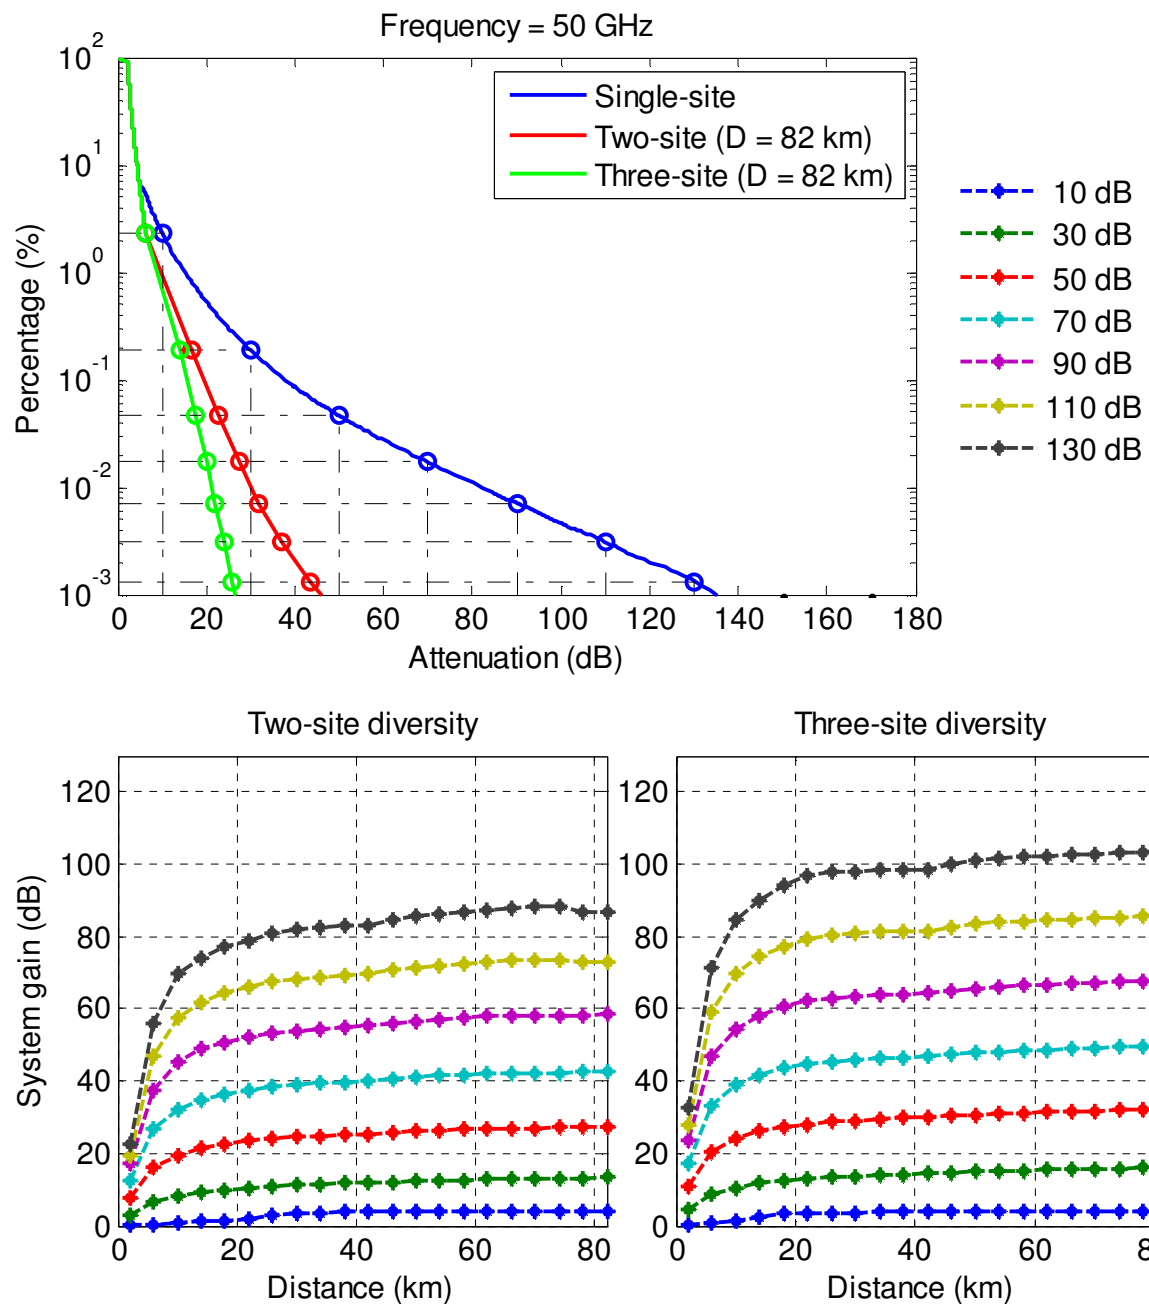 Frequency = 50 GHz
10^2
10^1
10^0
10^-1
10^-2
10^-3
Percentage (%)
Single-site
Two-site (D = 82 km)
Three-site (D = 82 km)
0 20 40 60 80 100 120 140 160 180
Attenuation (dB)
10 dB
30 dB
50 dB
70 dB
90 dB
110 dB
130 dB
Two-site diversity
120
100
80
60
40
20
0
System gain (dB)
0 20 40 60 80
Distance (km)
Three-site diversity
120
100
80
60
40
20
0
0 20 40 60 8
Distance (km)